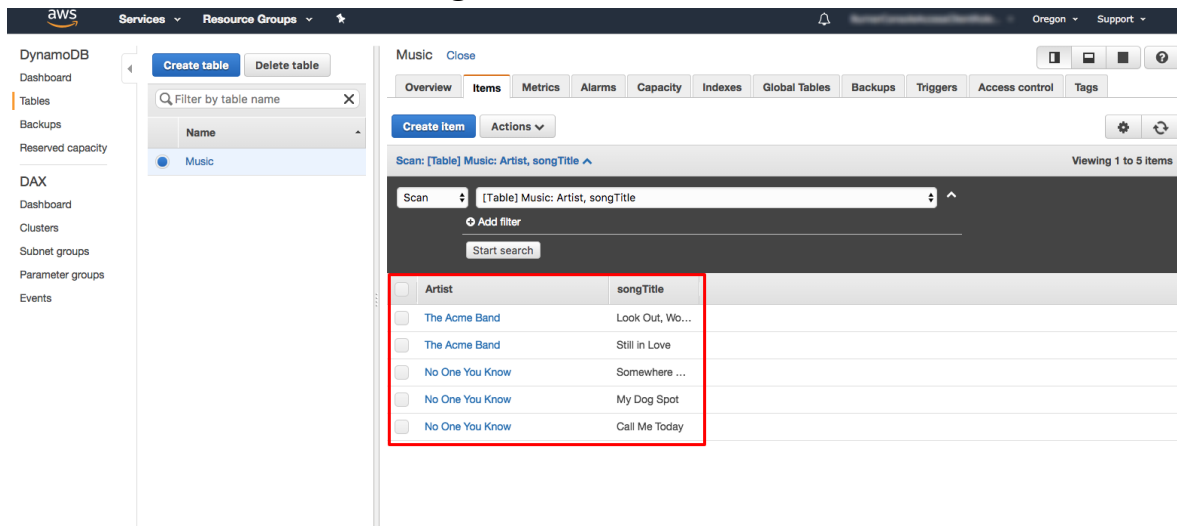 aws Services Resource Groups Oregon Support
DynamoDB
Dashboard
Tables
Backups
Reserved capacity
DAX
Dashboard
Clusters
Subnet groups
Parameter groups
Events
Create table Delete table
Filter by table name
Name
Music
Music Close
Overview Items Metrics Alarms Capacity Indexes Global Tables Backups Triggers Access control Tags
Create item Actions
Scan: [Table] Music: Artist, songTitle Viewing 1 to 5 items
Scan [Table] Music: Artist, songTitle
Add filter
Start search
Artist songTitle
The Acme Band Look Out, Wo...
The Acme Band Still in Love
No One You Know Somewhere ...
No One You Know My Dog Spot
No One You Know Call Me Today